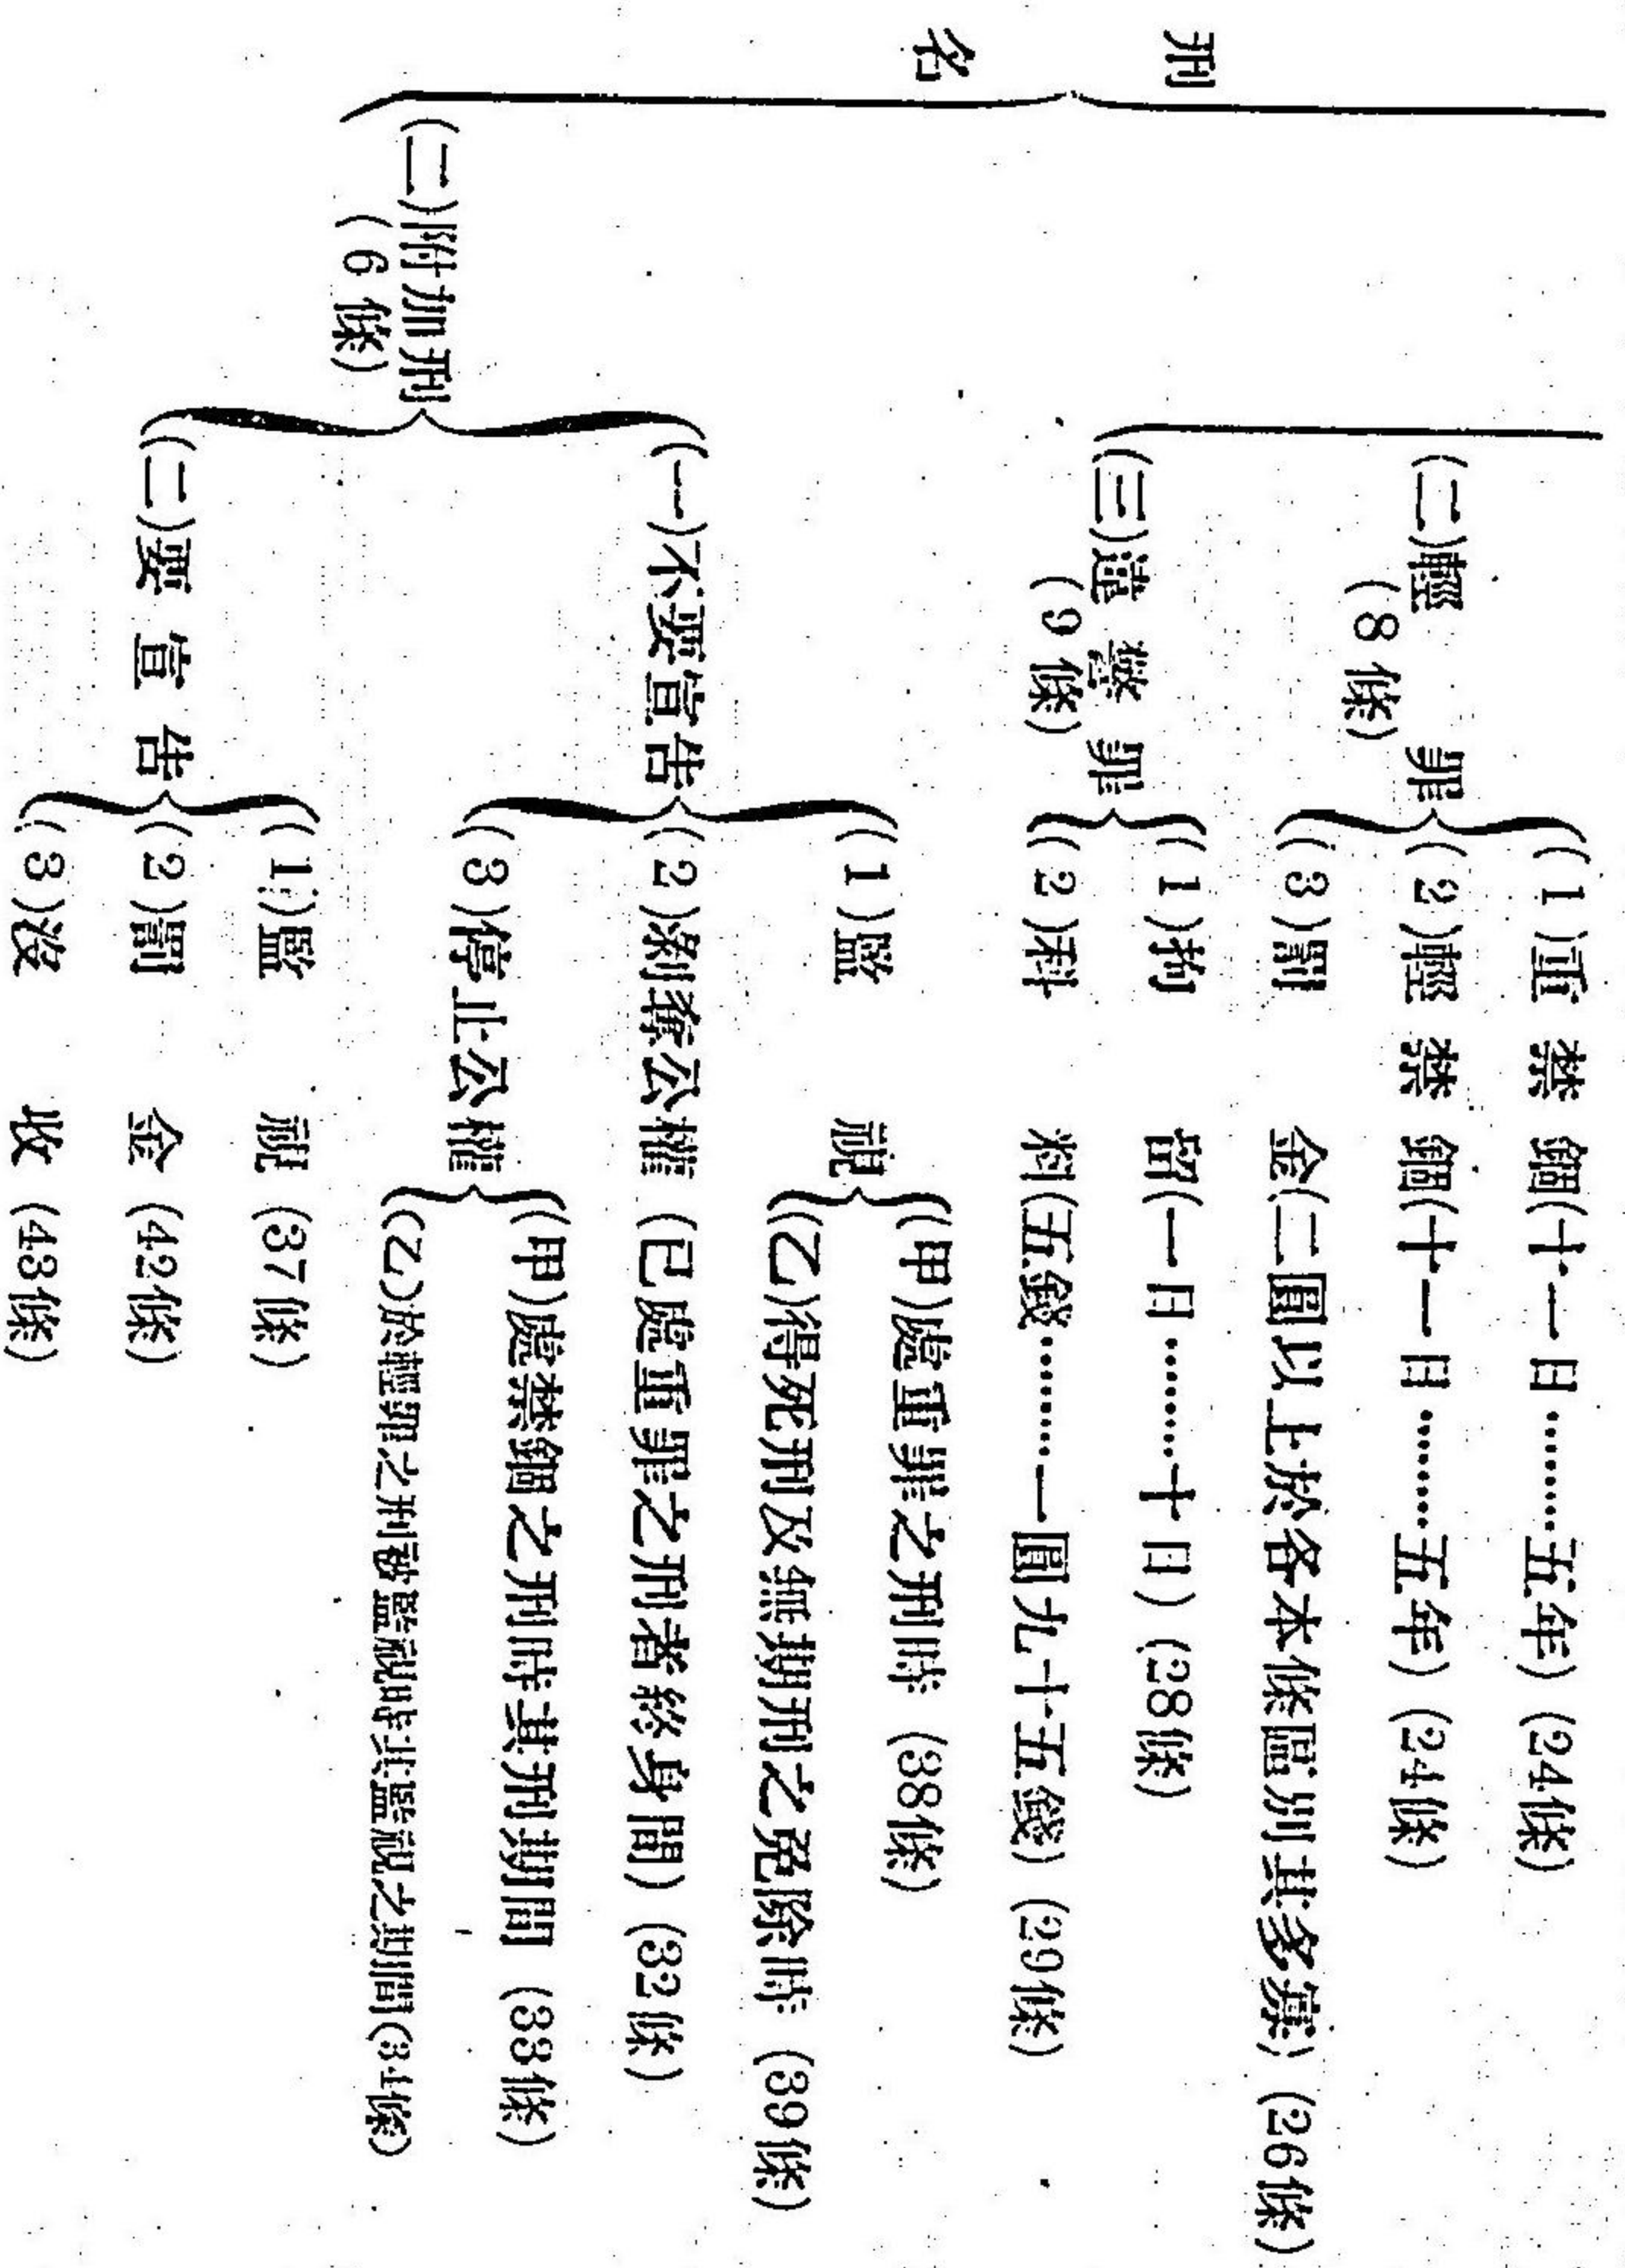 刑名
(二)輕罪
(8條)
(1)重禁錮(十一日………五年)(24條)
(2)輕禁錮(十一日………五年)(24條)
(3)罰金(二圓以上於各本條區別其多寡)(26條)
(三)違警罪
(9條)
(1)拘留(一日………十日)(28條)
(2)科料(五錢………一圓九十五錢)(29條)
(二)附加刑
(6條)
(一)不要宣告
(1)監視
(甲)處重罪之刑時(38條)
(乙)得死刑及無期刑之免除時(39條)
(2)剝奪公權(已處重罪之刑者終身間)(32條)
(3)停止公權
(甲)處禁錮之刑時其刑期間(33條)
(乙)於輕罪之刑被監視時其監視之期間(34條)
(二)要宣告
(1)監視(37條)
(2)罰金(42條)
(3)沒收(43條)